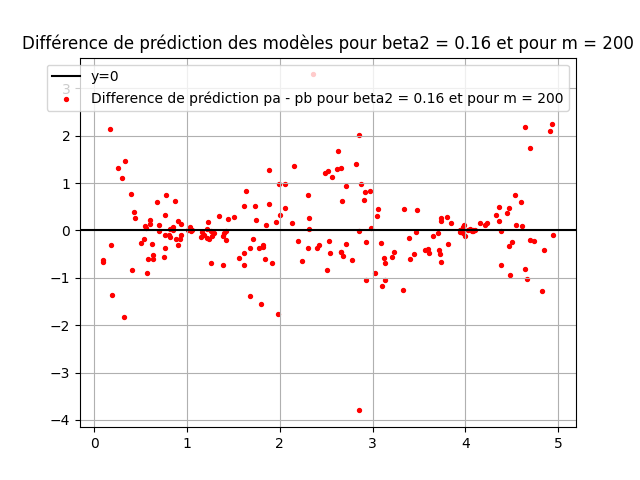 Différence de prédiction des modèles pour beta2 = 0.16 et pour m = 200
y=0
Difference de prédiction pa - pb pour beta2 = 0.16 et pour m = 200
3
2
1
0
−1
−2
−3
−4
0 1 2 3 4 5